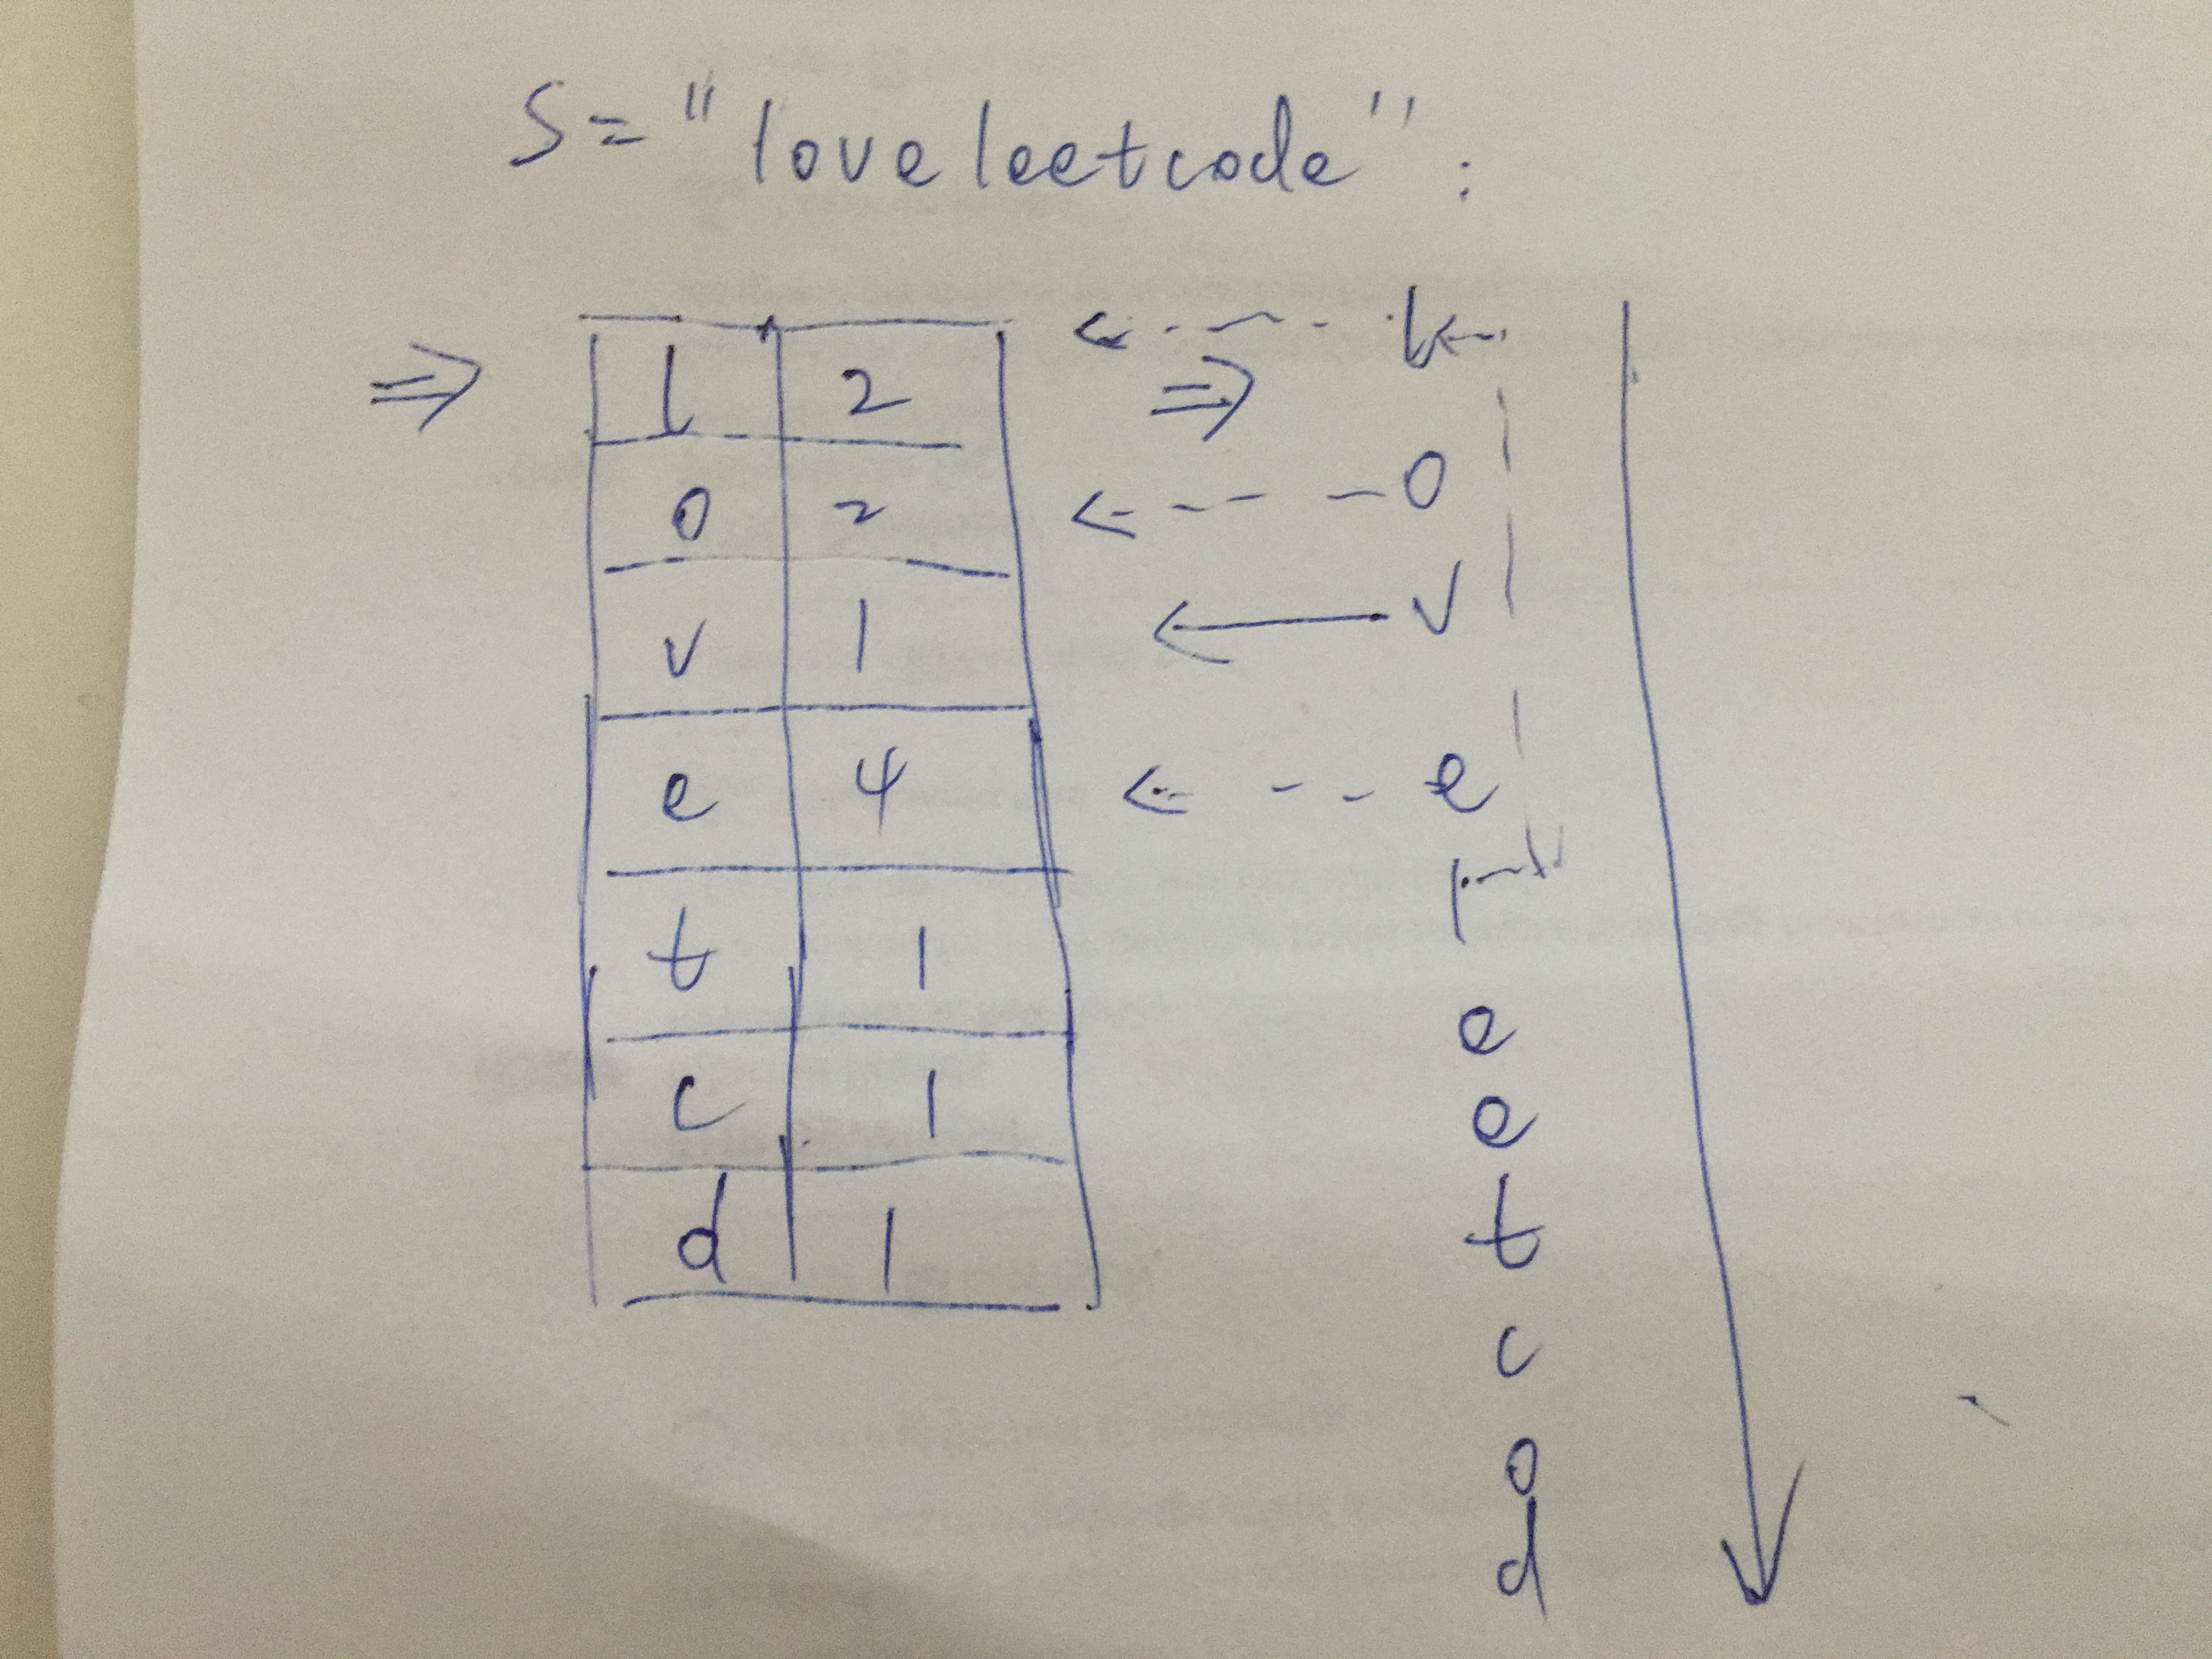 S = "loveleetcode" :
l 2
o 2
v 1
e 4
t 1
c 1
d 1
l
o
v
e
l
e
e
t
c
o
d